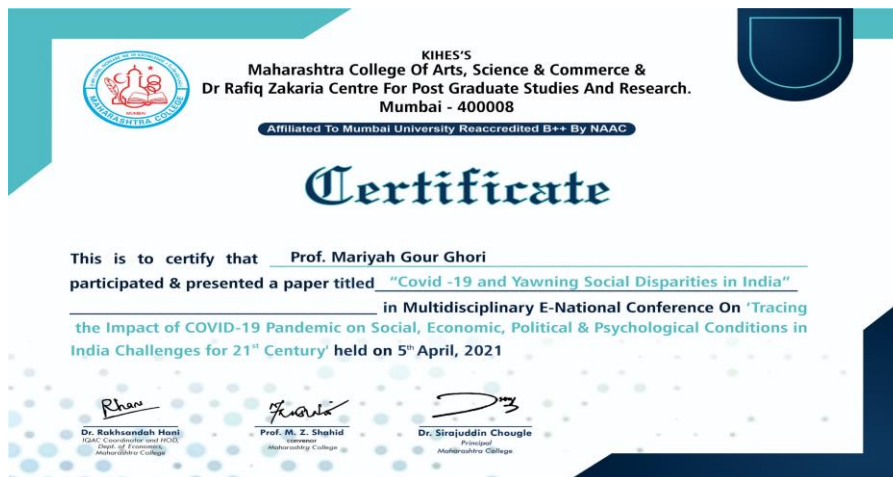 KIHES'S
Maharashtra College Of Arts, Science & Commerce &
Dr Rafiq Zakaria Centre For Post Graduate Studies And Research.
Mumbai - 400008
Affiliated To Mumbai University Reaccredited B++ By NAAC
MAHARASHTRA COLLEGE
MUMBAI
Certificate
This is to certify that Prof. Mariyah Gour Ghori
participated & presented a paper titled "Covid -19 and Yawning Social Disparities in India"
in Multidisciplinary E-National Conference On 'Tracing
the Impact of COVID-19 Pandemic on Social, Economic, Political & Psychological Conditions in
India Challenges for 21st Century' held on 5th April, 2021
Dr. Rakhsandah Hani
IQAC Coordinator and HOD,
Dept. of Economics,
Maharashtra College
Prof. M. Z. Shahid
convenor
Maharashtra College
Dr. Sirajuddin Chougle
Principal
Maharashtra College